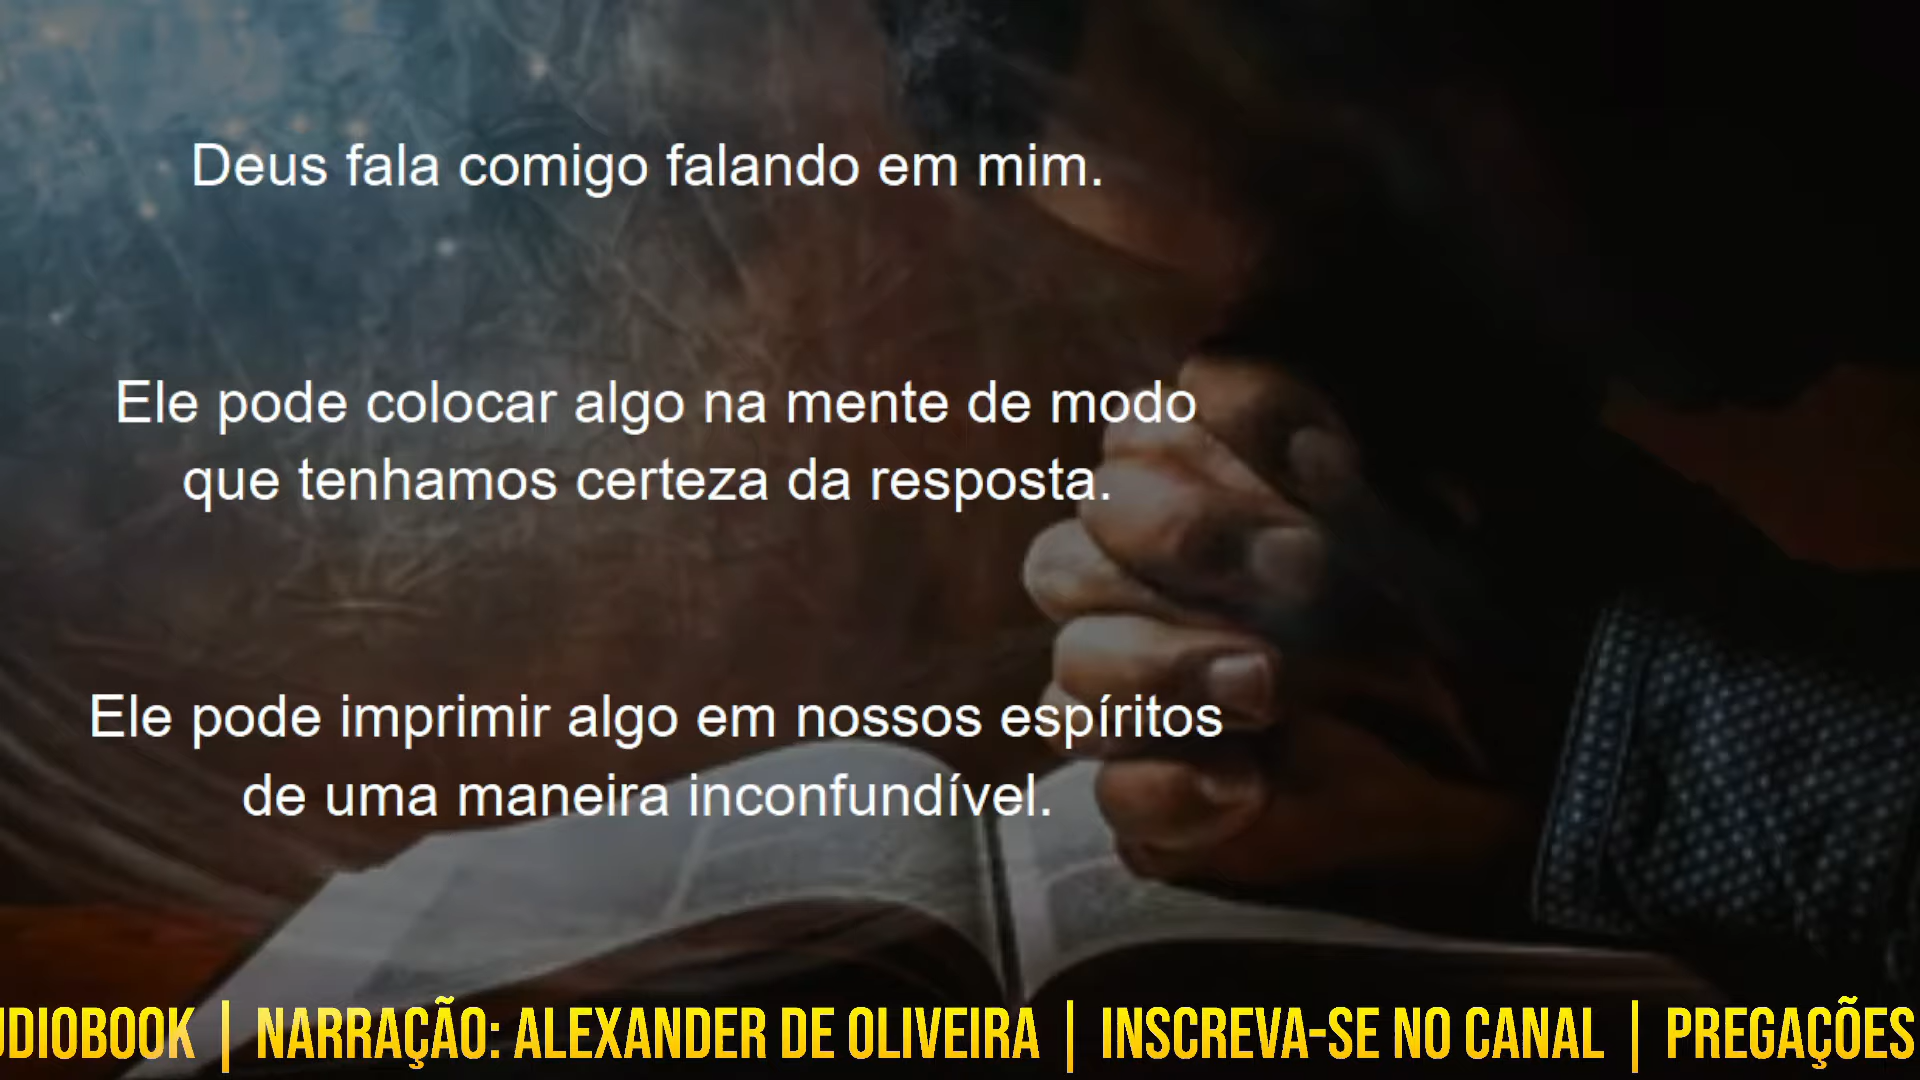 Deus fala comigo falando em mim.
Ele pode colocar algo na mente de modo
que tenhamos certeza da resposta.
Ele pode imprimir algo em nossos espíritos
de uma maneira inconfundível.
UDIOBOOK | NARRAÇÃO: ALEXANDER DE OLIVEIRA | INSCREVA-SE NO CANAL | PREGAÇÕES